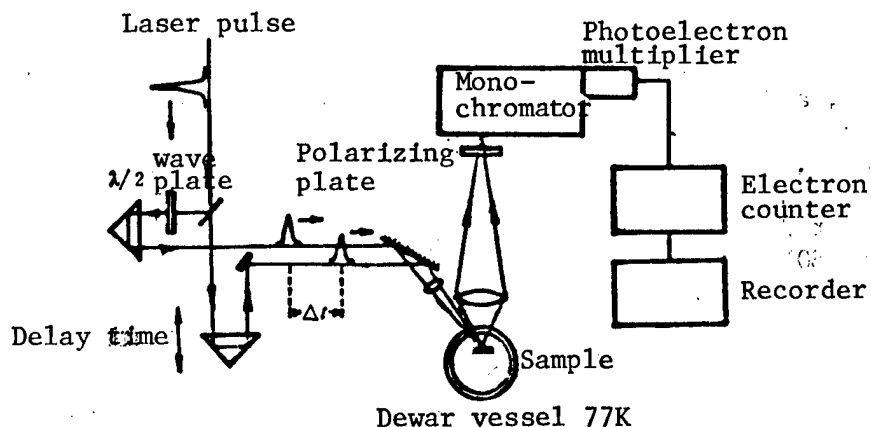 Laser pulse
Photoelectron
multiplier
Mono-
chromator
λ/2 wave
plate
Polarizing
plate
Electron
counter
Recorder
Δt
Delay time
Sample
Dewar vessel 77K